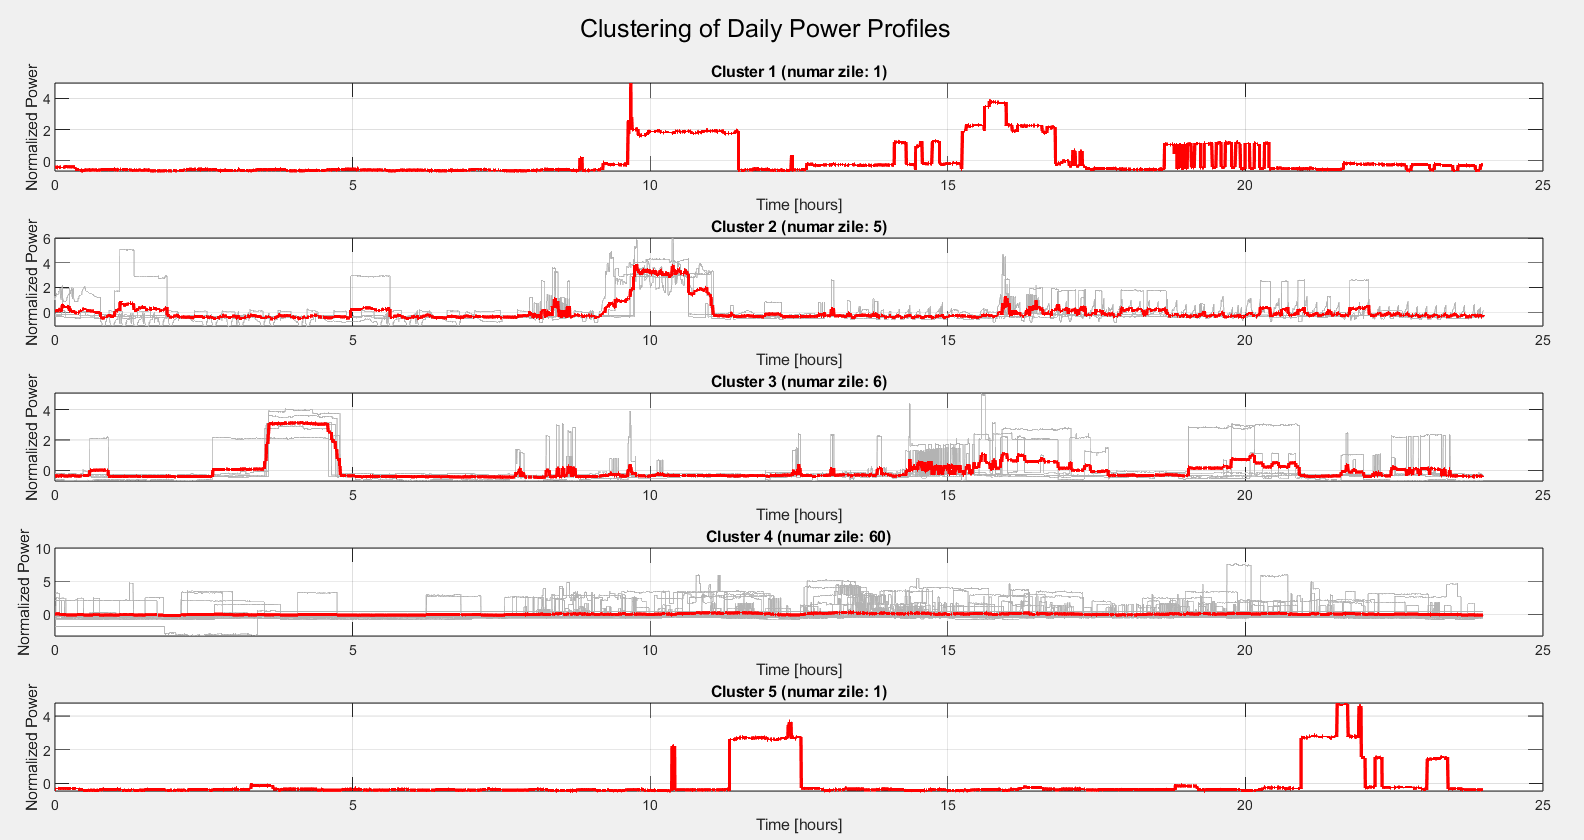 Clustering of Daily Power Profiles
Cluster 1 (numar zile: 1)
Normalized Power
4
2
0
0 5 10 15 20 25
Time [hours]
Cluster 2 (numar zile: 5)
Normalized Power
6
4
2
0
0 5 10 15 20 25
Time [hours]
Cluster 3 (numar zile: 6)
Normalized Power
4
2
0
0 5 10 15 20 25
Time [hours]
Cluster 4 (numar zile: 60)
Normalized Power
10
5
0
0 5 10 15 20 25
Time [hours]
Cluster 5 (numar zile: 1)
Normalized Power
4
2
0
0 5 10 15 20 25
Time [hours]